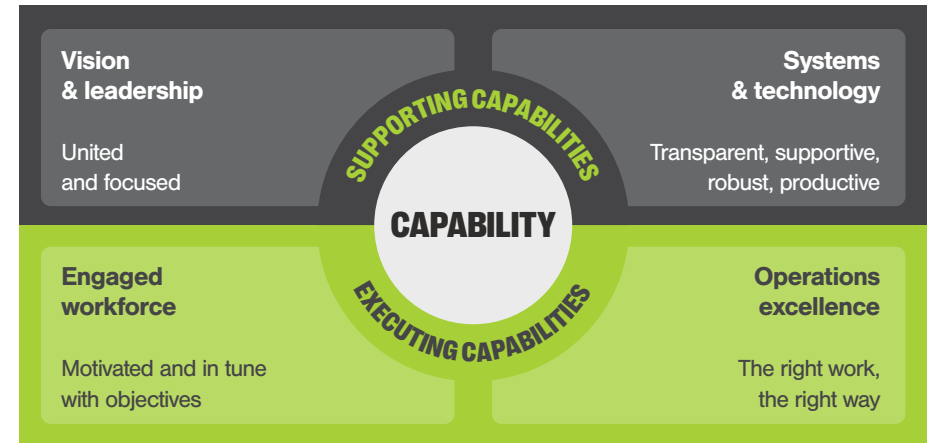 Vision
& leadership
United
and focused
Systems
& technology
Transparent, supportive,
robust, productive
SUPPORTING CAPABILITIES
CAPABILITY
EXECUTING CAPABILITIES
Engaged
workforce
Motivated and in tune
with objectives
Operations
excellence
The right work,
the right way